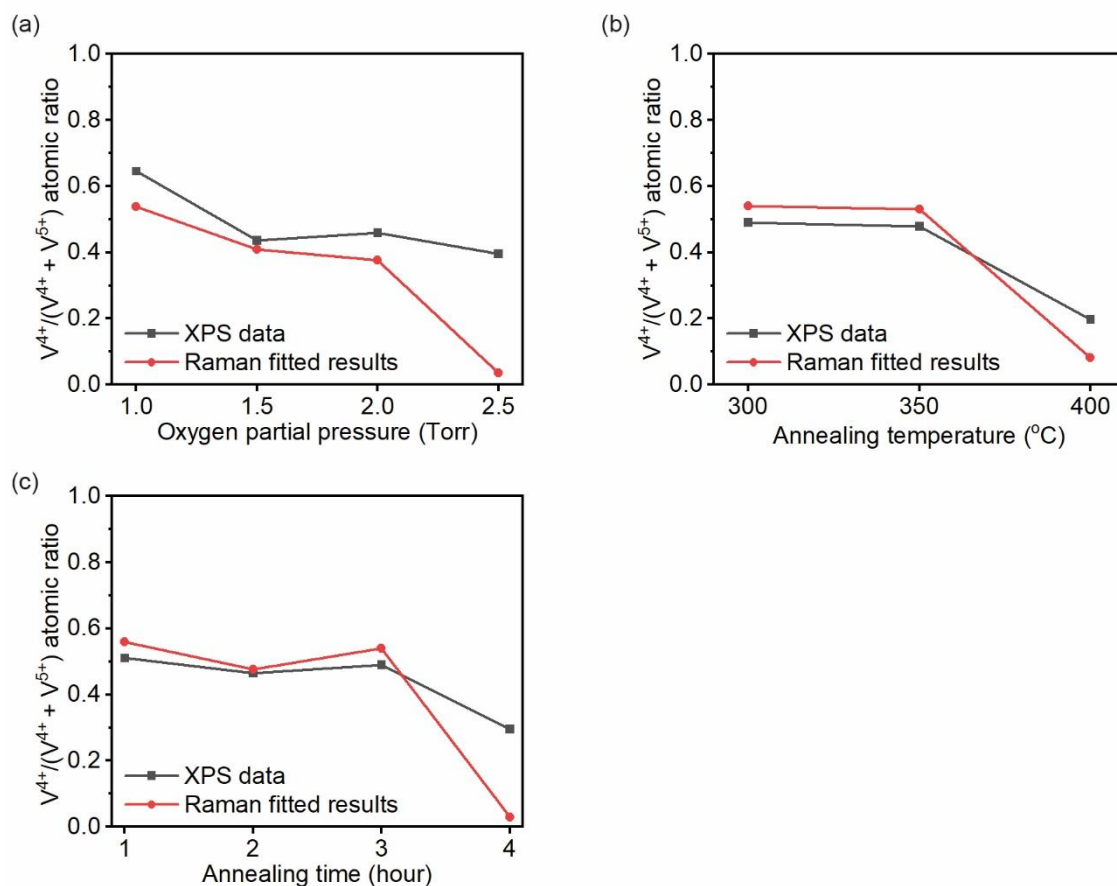 (a)
V⁴⁺/(V⁴⁺ + V⁵⁺) atomic ratio
1.0
0.8
0.6
0.4
0.2
0.0
XPS data
Raman fitted results
1.0 1.5 2.0 2.5
Oxygen partial pressure (Torr)
(b)
V⁴⁺/(V⁴⁺ + V⁵⁺) atomic ratio
1.0
0.8
0.6
0.4
0.2
0.0
XPS data
Raman fitted results
300 350 400
Annealing temperature (°C)
(c)
V⁴⁺/(V⁴⁺ + V⁵⁺) atomic ratio
1.0
0.8
0.6
0.4
0.2
0.0
XPS data
Raman fitted results
1 2 3 4
Annealing time (hour)